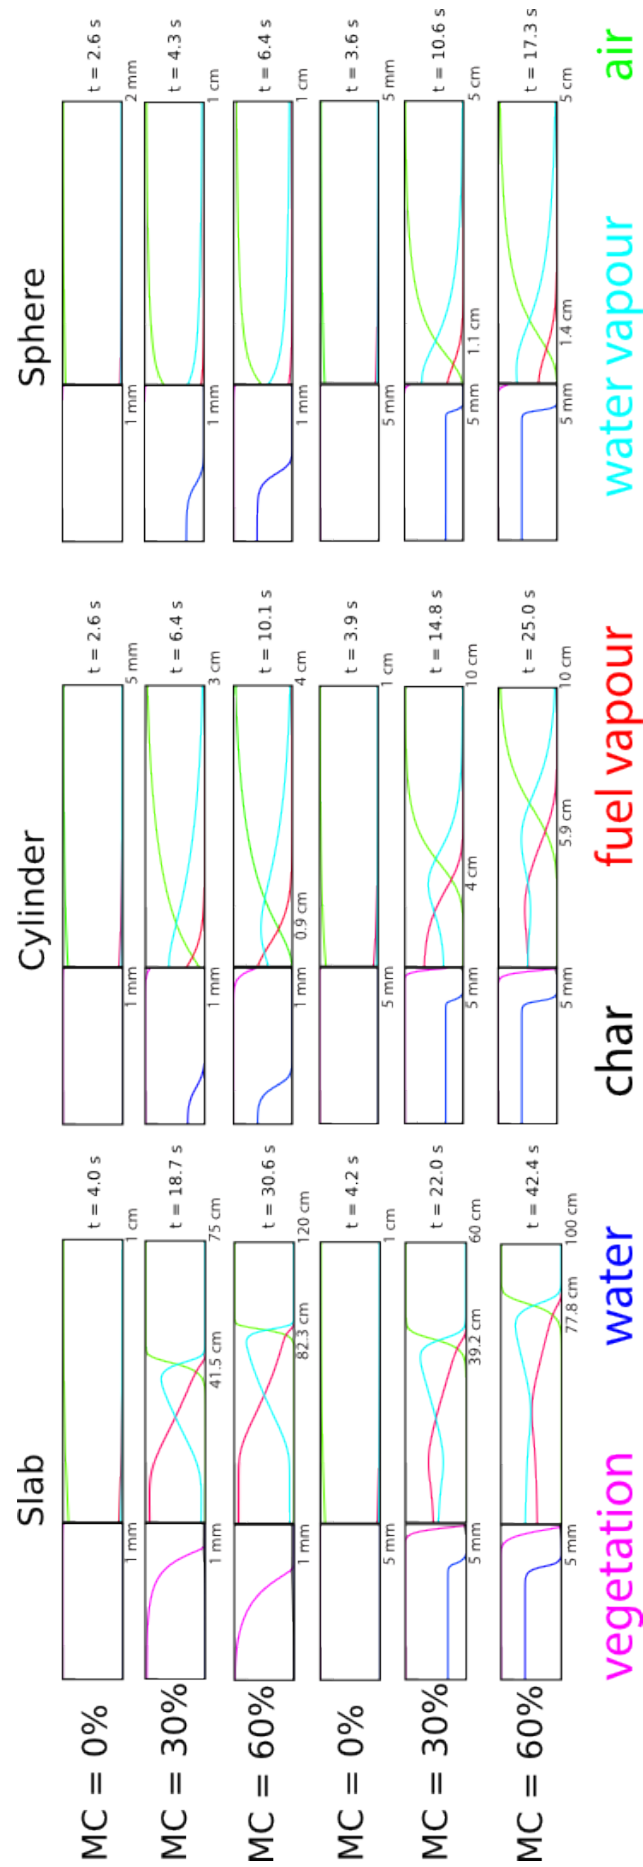 Slab
Cylinder
Sphere
MC = 0%
1 mm
1 cm
t = 4.0 s
1 mm
5 mm
t = 2.6 s
1 mm
2 mm
t = 2.6 s
MC = 30%
1 mm
41.5 cm
75 cm
t = 18.7 s
1 mm
3 cm
t = 6.4 s
1 mm
1 cm
t = 4.3 s
MC = 60%
1 mm
82.3 cm
120 cm
t = 30.6 s
1 mm
0.9 cm
4 cm
t = 10.1 s
1 mm
1 cm
t = 6.4 s
MC = 0%
5 mm
1 cm
t = 4.2 s
5 mm
1 cm
t = 3.9 s
5 mm
5 mm
t = 3.6 s
MC = 30%
5 mm
39.2 cm
60 cm
t = 22.0 s
5 mm
4 cm
10 cm
t = 14.8 s
5 mm
1.1 cm
5 cm
t = 10.6 s
MC = 60%
5 mm
77.8 cm
100 cm
t = 42.4 s
5 mm
5.9 cm
10 cm
t = 25.0 s
5 mm
1.4 cm
5 cm
t = 17.3 s
vegetation water char fuel vapour water vapour air